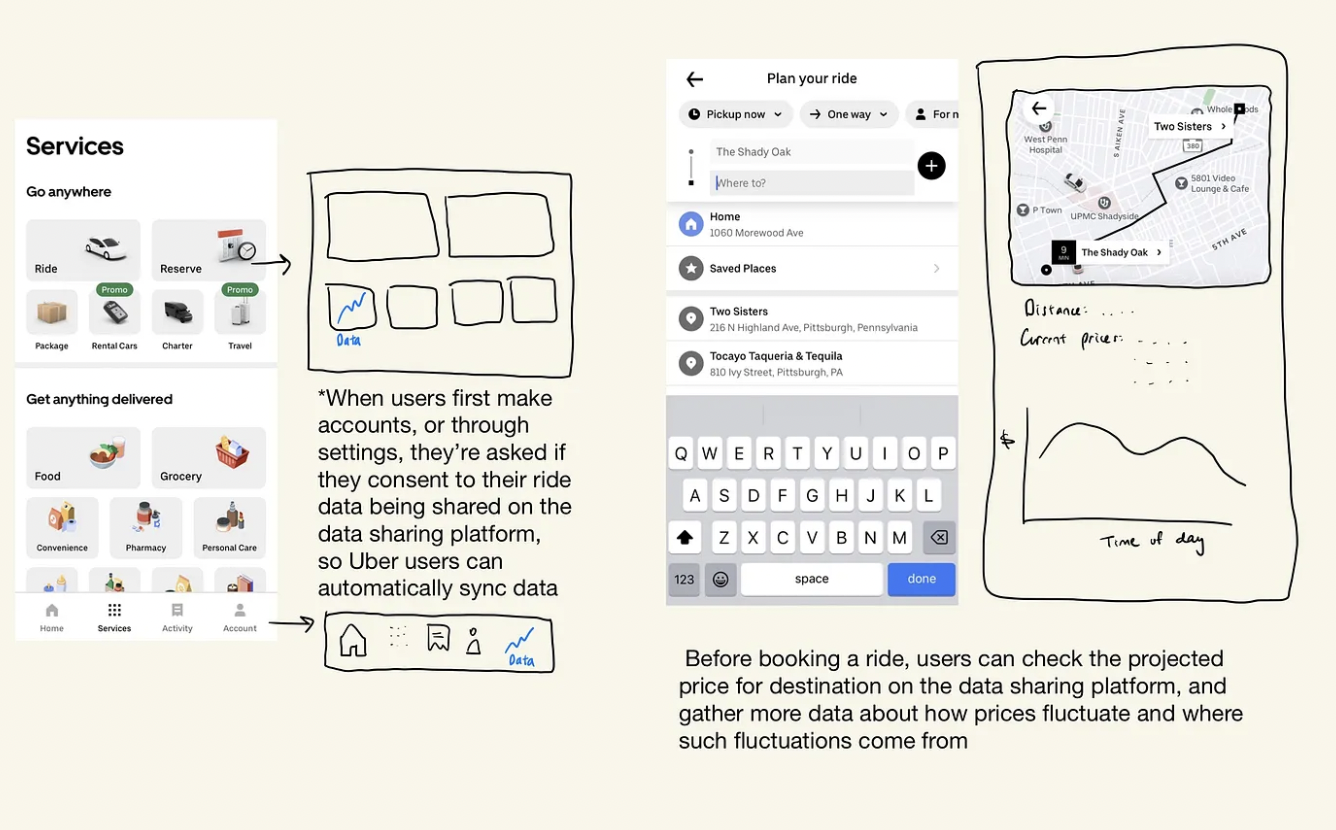 Services
Go anywhere
Ride
Reserve
Promo
Promo
Package
Rental Cars
Charter
Travel
Get anything delivered
Food
Grocery
Convenience
Pharmacy
Personal Care
Home
Services
Activity
Account
Data
*When users first make
accounts, or through
settings, they're asked if
they consent to their ride
data being shared on the
data sharing platform,
so Uber users can
automatically sync data
Data
Plan your ride
Pickup now
One way
For n
The Shady Oak
Where to?
Home
1060 Morewood Ave
Saved Places
Two Sisters
216 N Highland Ave, Pittsburgh, Pennsylvania
Tocayo Taqueria & Tequila
810 Ivy Street, Pittsburgh, PA
Q W E R T Y U I O P
A S D F G H J K L
Z X C V B N M
123
space
done
Whole ods
Two Sisters
West Penn
Hospital
S AIKEN AVE
380
5801 Video
Lounge & Cafe
P Town
UPMC Shadyside
5TH AVE
9
MIN
The Shady Oak
Distance: ....
Current prices: - . . .
$
Time of day
Before booking a ride, users can check the projected
price for destination on the data sharing platform, and
gather more data about how prices fluctuate and where
such fluctuations come from